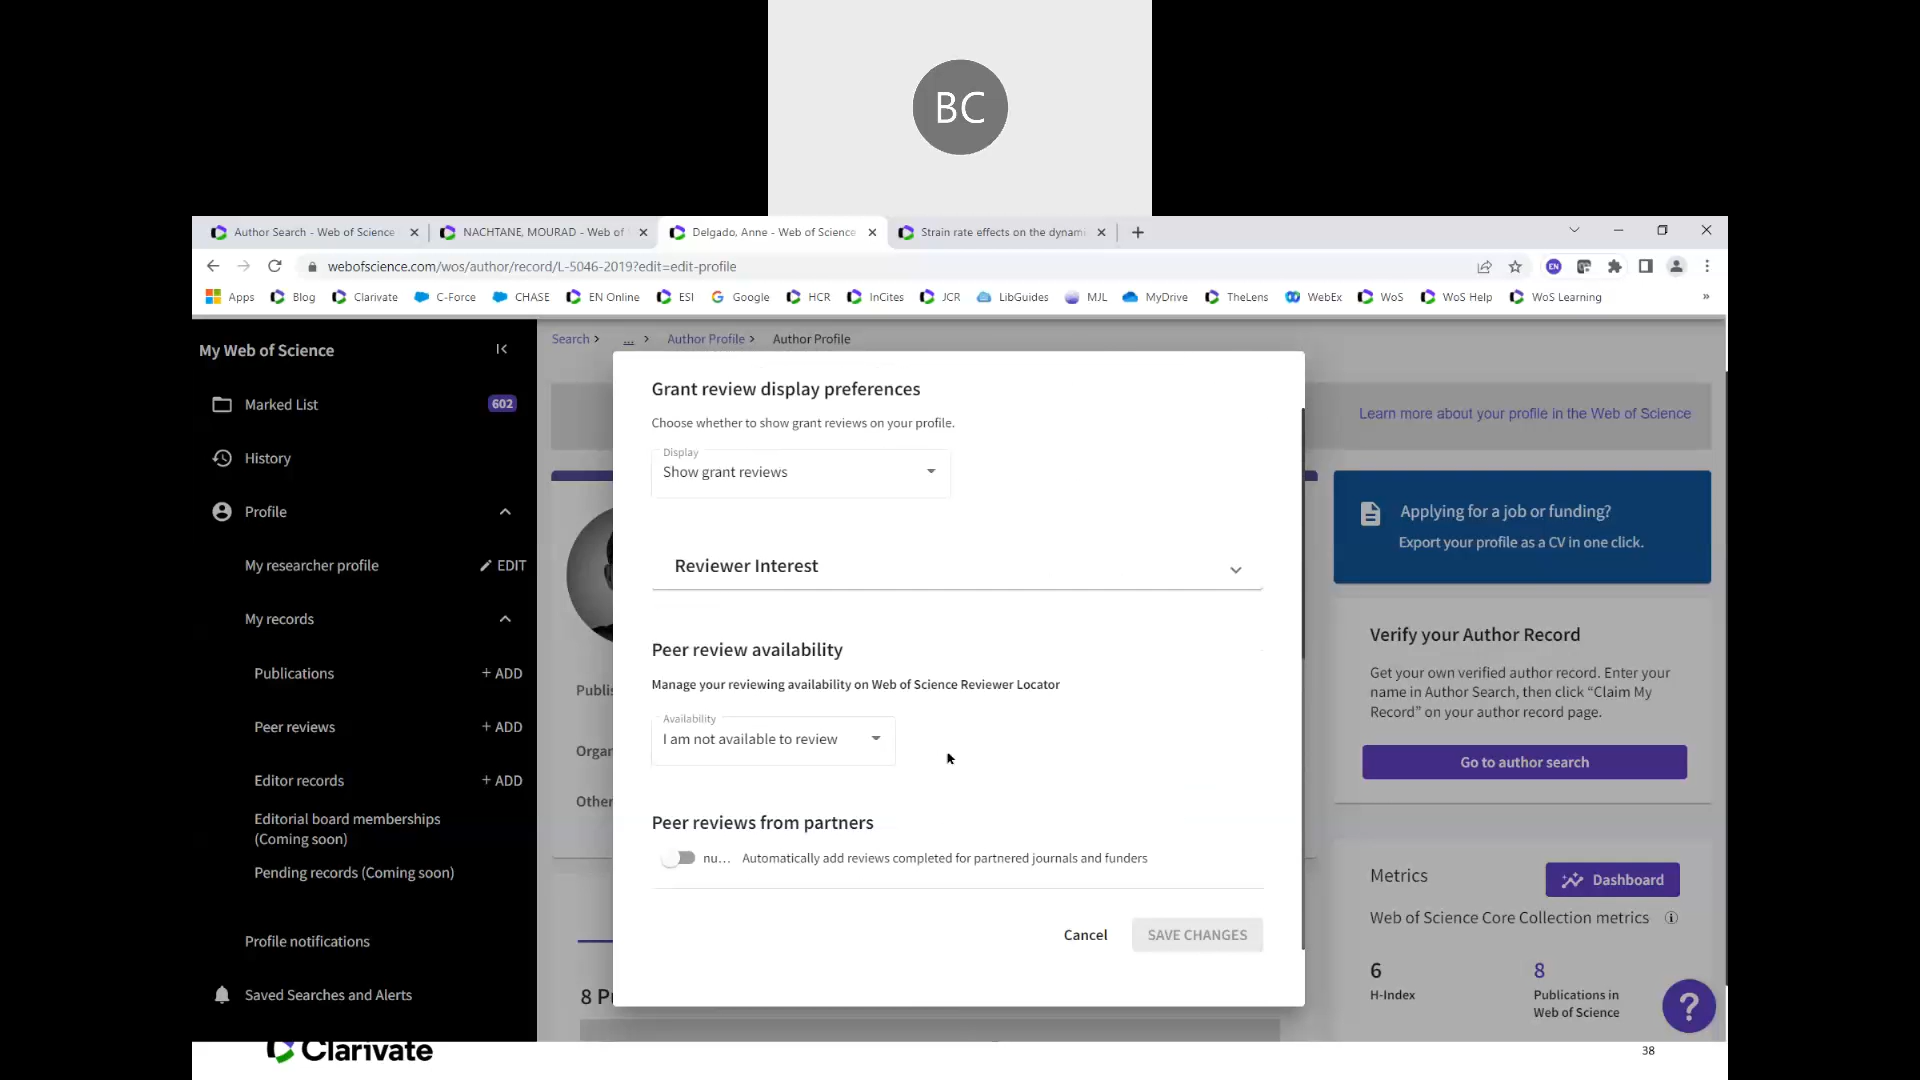 BC
Author Search - Web of Science
NACHTANE, MOURAD - Web of
Delgado, Anne - Web of Science
Strain rate effects on the dynami
webofscience.com/wos/author/record/L-5046-2019?edit=edit-profile
EN
Apps
Blog
Clarivate
C-Force
CHASE
EN Online
ESI
Google
HCR
InCites
JCR
LibGuides
MJL
MyDrive
TheLens
WebEx
WoS
WoS Help
WoS Learning
»
My Web of Science
Marked List
602
History
Profile
My researcher profile
EDIT
My records
Publications
+ ADD
Peer reviews
+ ADD
Editor records
+ ADD
Editorial board memberships
(Coming soon)
Pending records (Coming soon)
Profile notifications
Saved Searches and Alerts
Search >
... >
Author Profile >
Author Profile
Grant review display preferences
Choose whether to show grant reviews on your profile.
Display
Show grant reviews
Reviewer Interest
Peer review availability
Manage your reviewing availability on Web of Science Reviewer Locator
Availability
I am not available to review
Peer reviews from partners
nu...
Automatically add reviews completed for partnered journals and funders
Cancel
SAVE CHANGES
Publis
Organ
Other
8 P
Learn more about your profile in the Web of Science
Applying for a job or funding?
Export your profile as a CV in one click.
Verify your Author Record
Get your own verified author record. Enter your
name in Author Search, then click “Claim My
Record” on your author record page.
Go to author search
Metrics
Dashboard
Web of Science Core Collection metrics
6
H-Index
8
Publications in
Web of Science
?
Clarivate
38